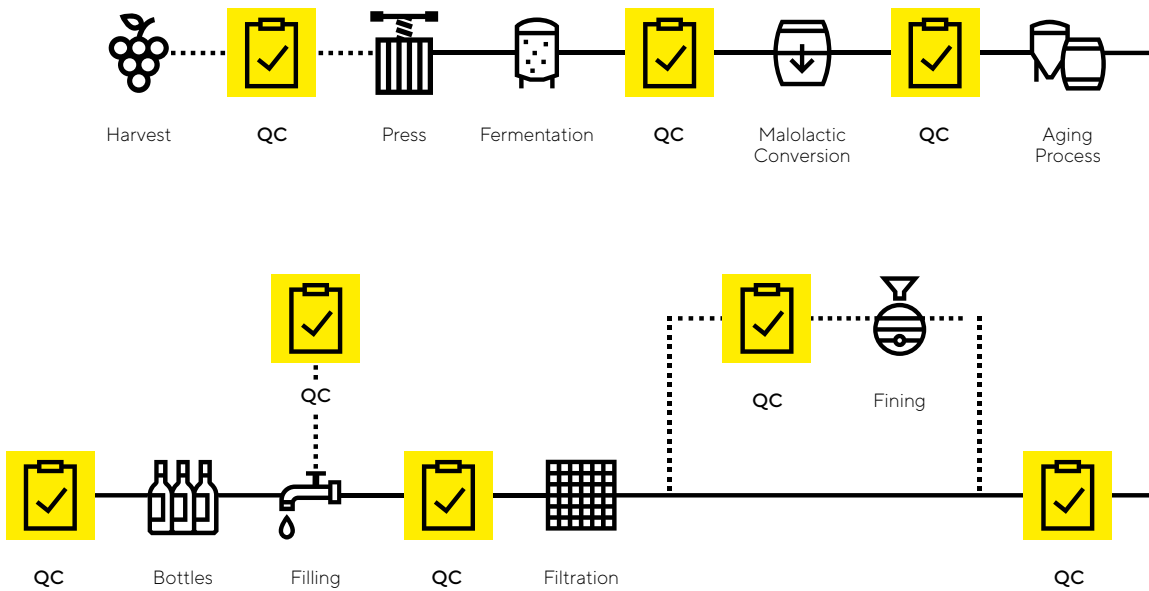 Harvest
QC
Press
Fermentation
QC
Malolactic
Conversion
QC
Aging
Process
QC
QC
Fining
QC
Bottles
Filling
QC
Filtration
QC